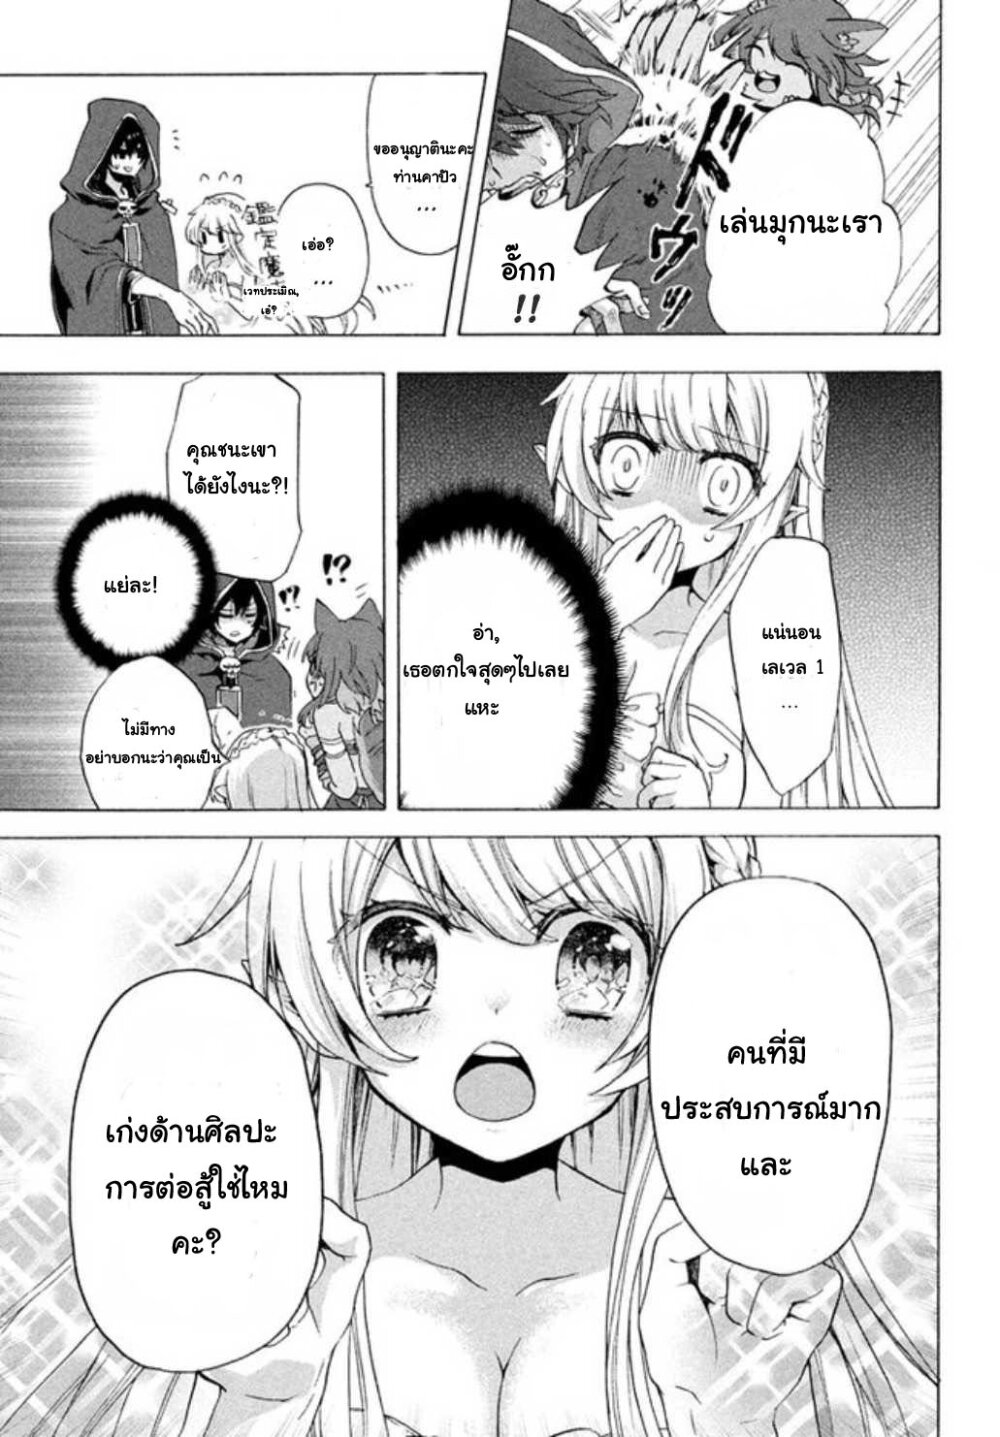 เล่นมุกนะเรา
อั๊กก
!!
ドドドウウ
ขออนุญาตินะคะ
ท่านคาปัว
...
เอ๋อ?
...
鑑定魔
เวทประเมิณ,
เอ๋?
แน่นอน
เลเวล 1
...
อ่า,
เธอตกใจสุดๆไปเลย
แหะ
คุณชนะเขา
ได้ยังไงนะ?!
แย่ละ!
!!
!?
ไม่มีทาง
อย่าบอกนะว่าคุณเป็น
คนที่มี
ประสบการณ์มาก
และ
เก่งด้านศิลปะ
การต่อสู้ใช่ไหม
คะ?